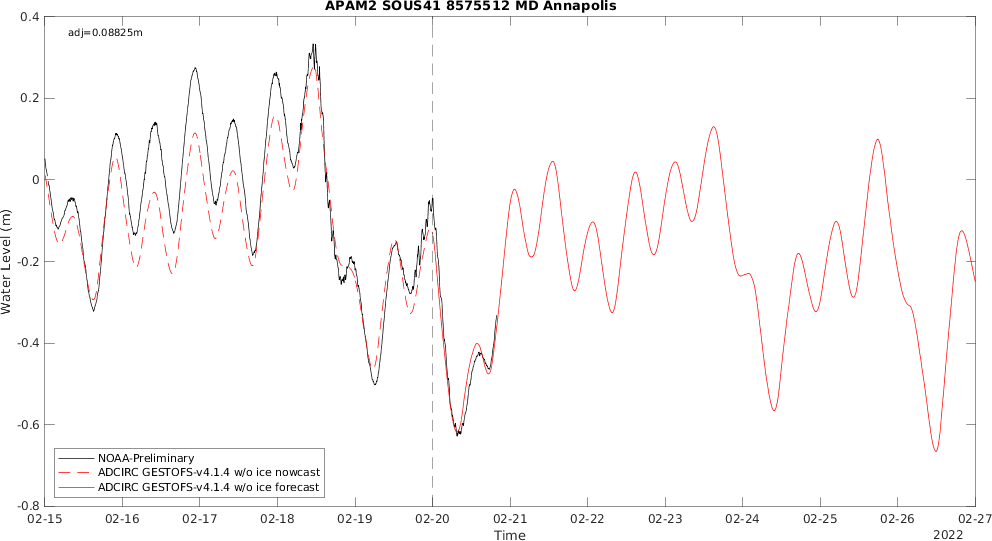 APAM2 SOUS41 8575512 MD Annapolis
adj=0.08825m
0.4
0.2
0
-0.2
-0.4
-0.6
-0.8
Water Level (m)
NOAA-Preliminary
ADCIRC GESTOFS-v4.1.4 w/o ice nowcast
ADCIRC GESTOFS-v4.1.4 w/o ice forecast
02-15 02-16 02-17 02-18 02-19 02-20 02-21 02-22 02-23 02-24 02-25 02-26 02-27
Time
2022